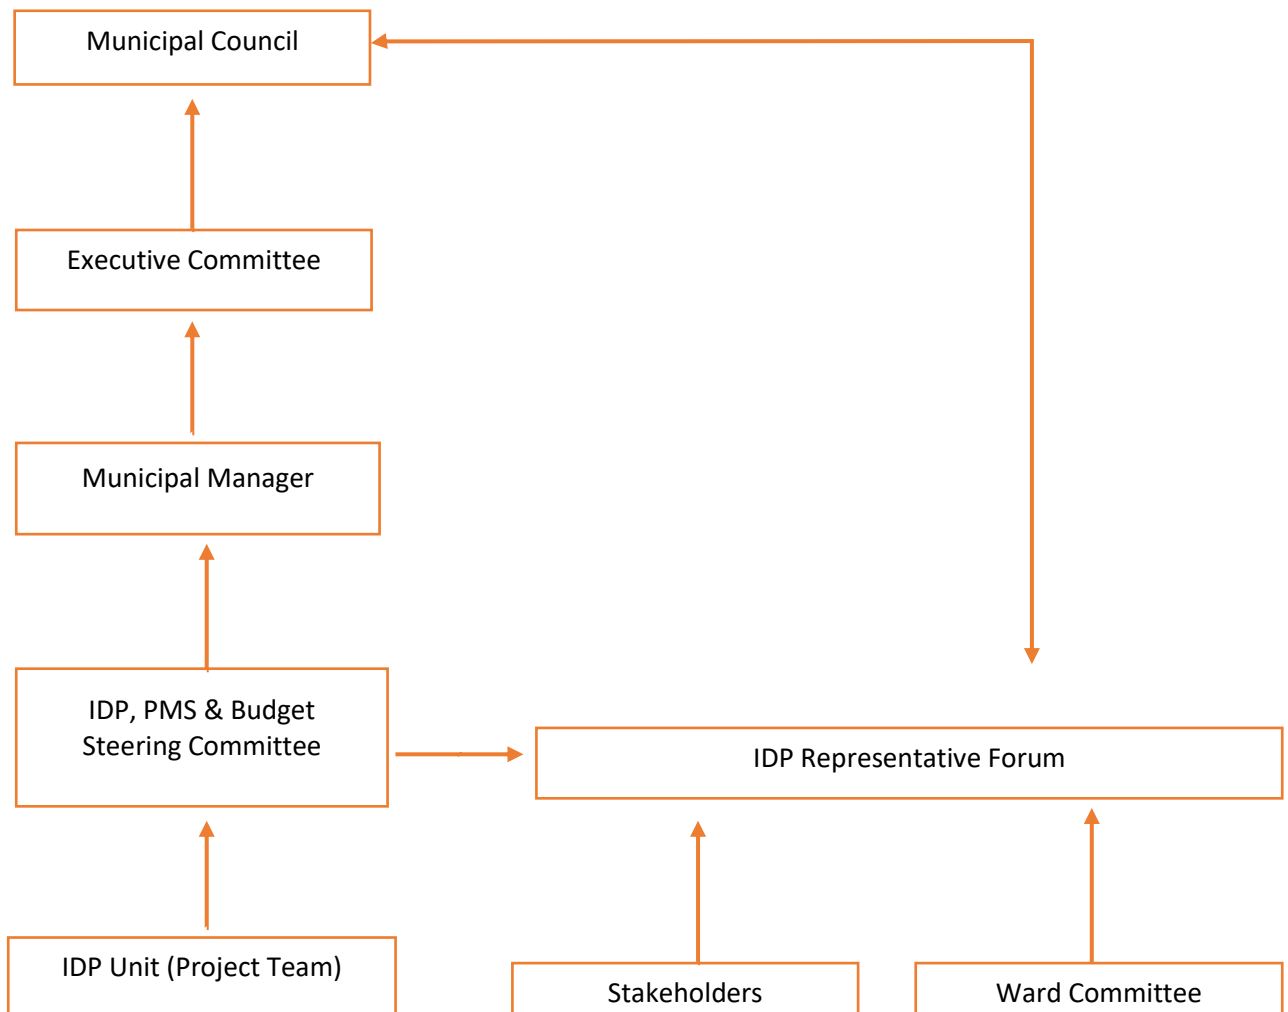 Municipal Council
Executive Committee
Municipal Manager
IDP, PMS & Budget
Steering Committee
IDP Representative Forum
IDP Unit (Project Team)
Stakeholders
Ward Committee